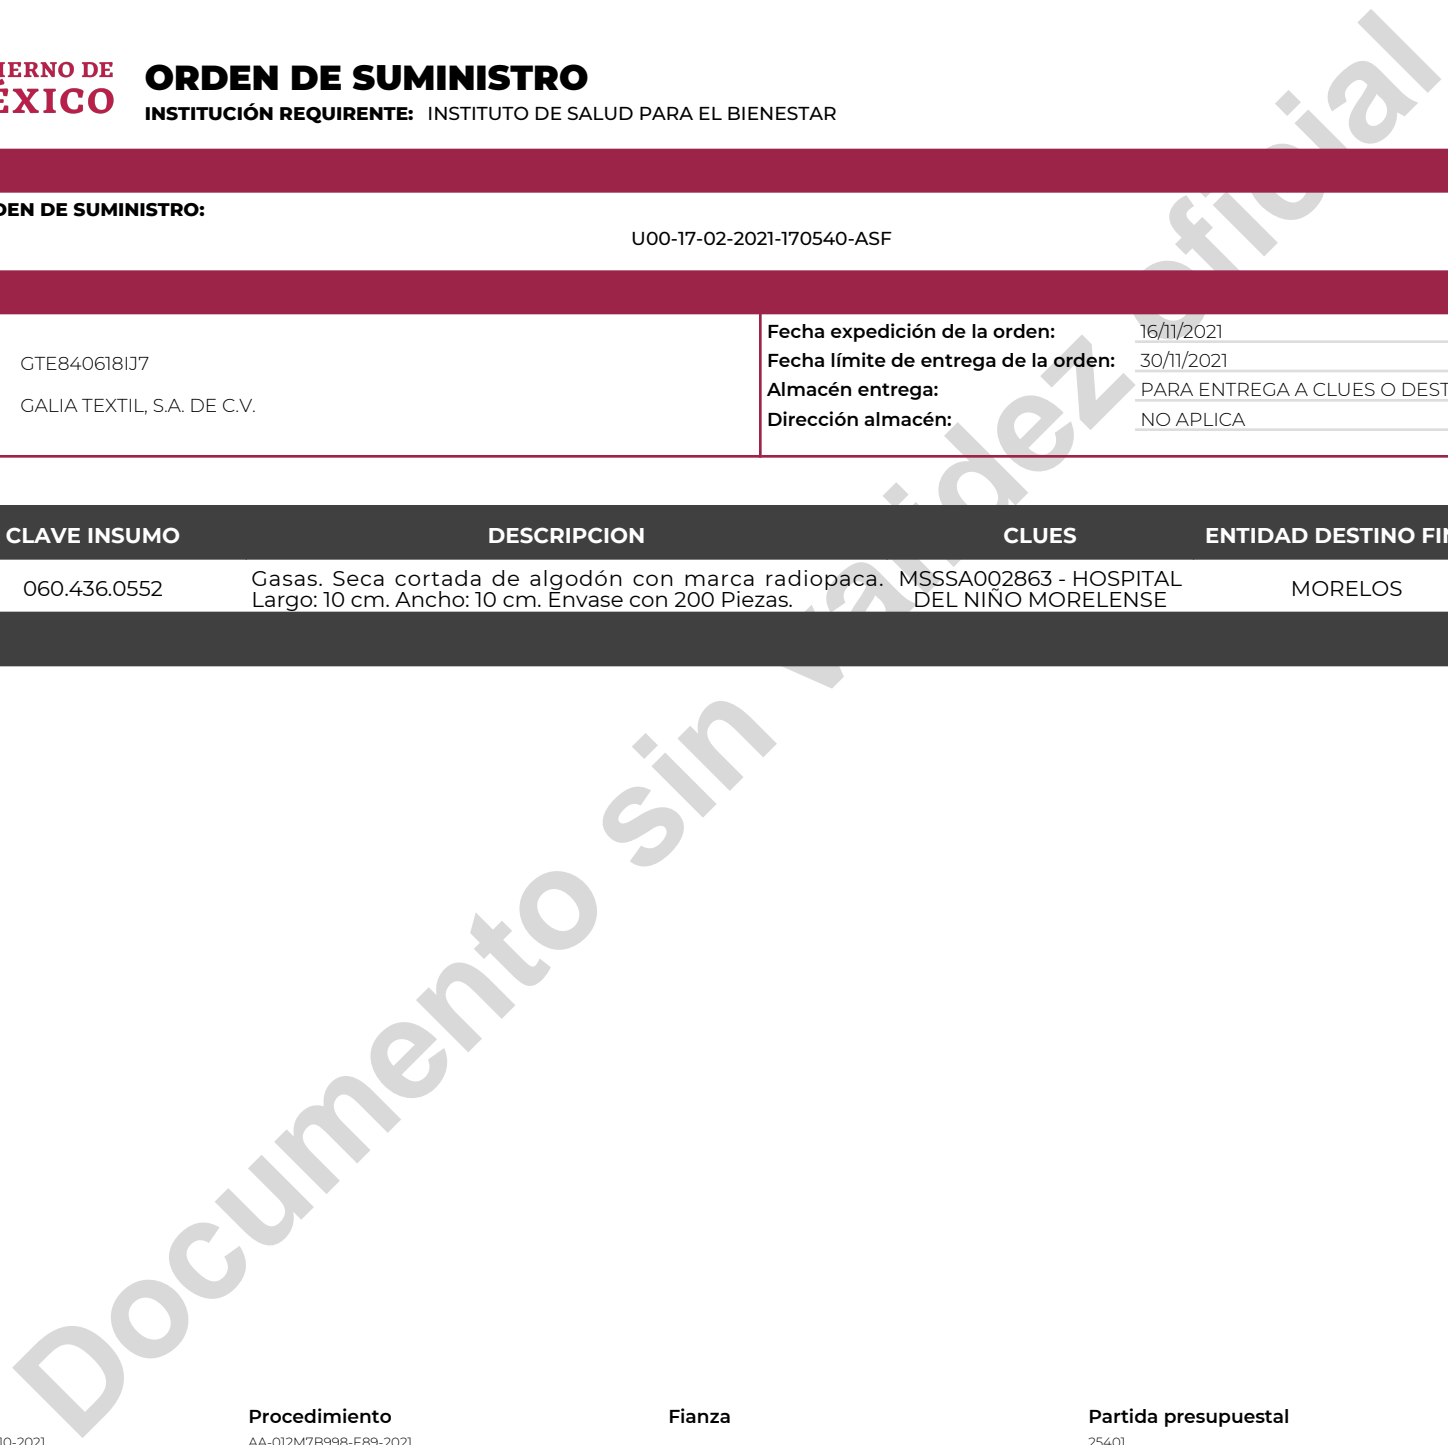 ORDEN DE SUMINISTRO
INSTITUCIÓN REQUIRENTE: INSTITUTO DE SALUD PARA EL BIENESTAR
DE
MÉXICO
DE SUMINISTRO:
U00-17-02-2021-170540-ASF
GTE840618IJ7
GALIA TEXTIL, S.A. DE C.V.
Fecha expedición de la orden: 16/11/2021
Fecha límite de entrega de la orden: 30/11/2021
Almacén entrega: PARA ENTREGA A CLUES O
Dirección almacén: NO APLICA
CLAVE INSUMO DESCRIPCION CLUES ENTIDAD DESTINO
060.436.0552 Gasas. Seca cortada de algodón con marca radiopaca. Largo: 10 cm. Ancho: 10 cm. Envase con 200 Piezas. MSSSA002863 - HOSPITAL DEL NIÑO MORELENSE MORELOS
Documento sin validez oficial
Procedimiento Fianza Partida presupuestal
AA-012M7B998-E89-2021 25401